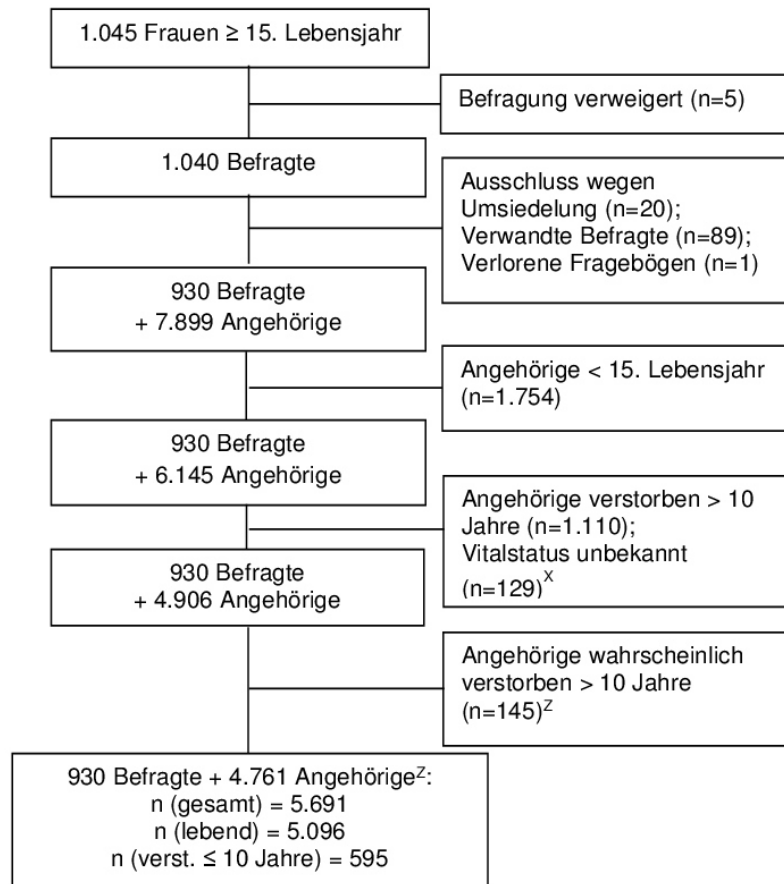 1.045 Frauen ≥ 15. Lebensjahr
Befragung verweigert (n=5)
1.040 Befragte
Ausschluss wegen
Umsiedelung (n=20);
Verwandte Befragte (n=89);
Verlorene Fragebögen (n=1)
930 Befragte
+ 7.899 Angehörige
Angehörige < 15. Lebensjahr
(n=1.754)
930 Befragte
+ 6.145 Angehörige
Angehörige verstorben > 10
Jahre (n=1.110);
Vitalstatus unbekannt
(n=129)^X
930 Befragte
+ 4.906 Angehörige
Angehörige wahrscheinlich
verstorben > 10 Jahre
(n=145)^Z
930 Befragte + 4.761 Angehörige^Z:
n (gesamt) = 5.691
n (lebend) = 5.096
n (verst. ≤ 10 Jahre) = 595